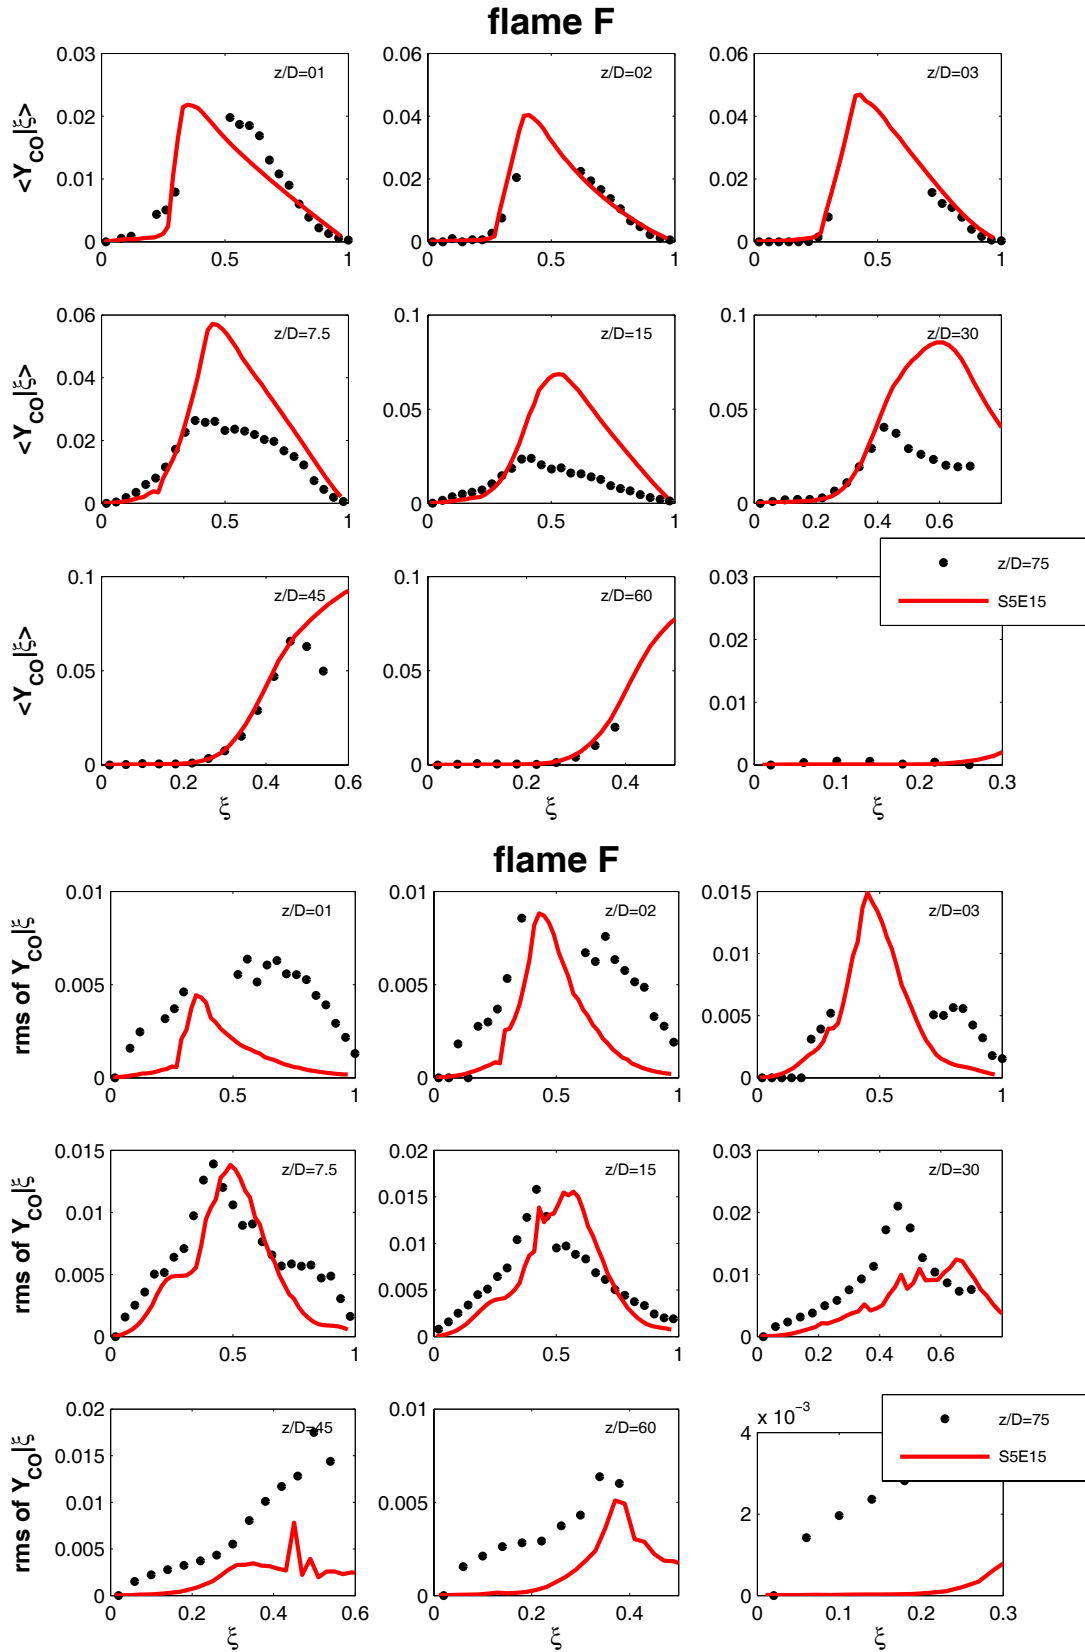 flame F
0.03
0.02
0.01
0
0 0.5 1
z/D=01
<Y_CO|ξ>
0.06
0.04
0.02
0
0 0.5 1
z/D=02
0.06
0.04
0.02
0
0 0.5 1
z/D=03
0.06
0.04
0.02
0
0 0.5 1
z/D=7.5
<Y_CO|ξ>
0.1
0.05
0
0 0.5 1
z/D=15
0.1
0.05
0
0 0.2 0.4 0.6
z/D=30
0.1
0.05
0
0 0.2 0.4 0.6
z/D=45
<Y_CO|ξ>
ξ
0.1
0.05
0
0 0.2 0.4
z/D=60
ξ
0.03
0.02
0.01
0
0 0.1 0.2 0.3
z/D=75
S5E15
ξ
flame F
0.01
0.005
0
0 0.5 1
z/D=01
rms of Y_CO|ξ
0.01
0.005
0
0 0.5 1
z/D=02
0.015
0.01
0.005
0
0 0.5 1
z/D=03
0.015
0.01
0.005
0
0 0.5 1
z/D=7.5
rms of Y_CO|ξ
0.02
0.015
0.01
0.005
0
0 0.5 1
z/D=15
0.03
0.02
0.01
0
0 0.2 0.4 0.6
z/D=30
0.02
0.015
0.01
0.005
0
0 0.2 0.4 0.6
z/D=45
rms of Y_CO|ξ
ξ
0.01
0.005
0
0 0.2 0.4
z/D=60
ξ
x 10^−3
4
2
0
0 0.1 0.2 0.3
z/D=75
S5E15
ξ